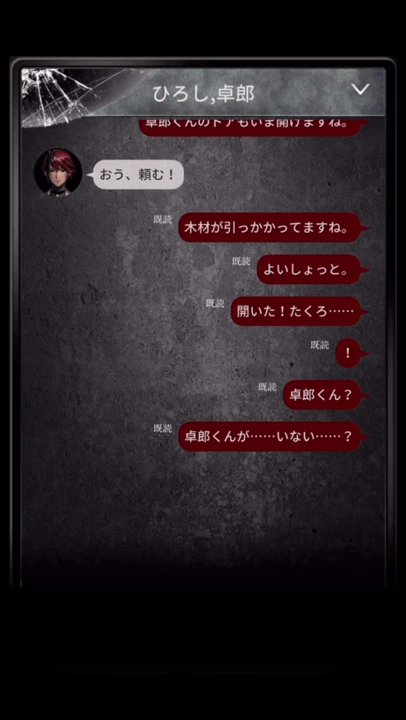 ひろし,卓郎
卓郎くんのドアもいま開けますね。
おう、頼む！
既読
木材が引っかかってますね。
既読
よいしょっと。
既読
開いた！たくろ……
既読
！
既読
卓郎くん？
既読
卓郎くんが……いない……？